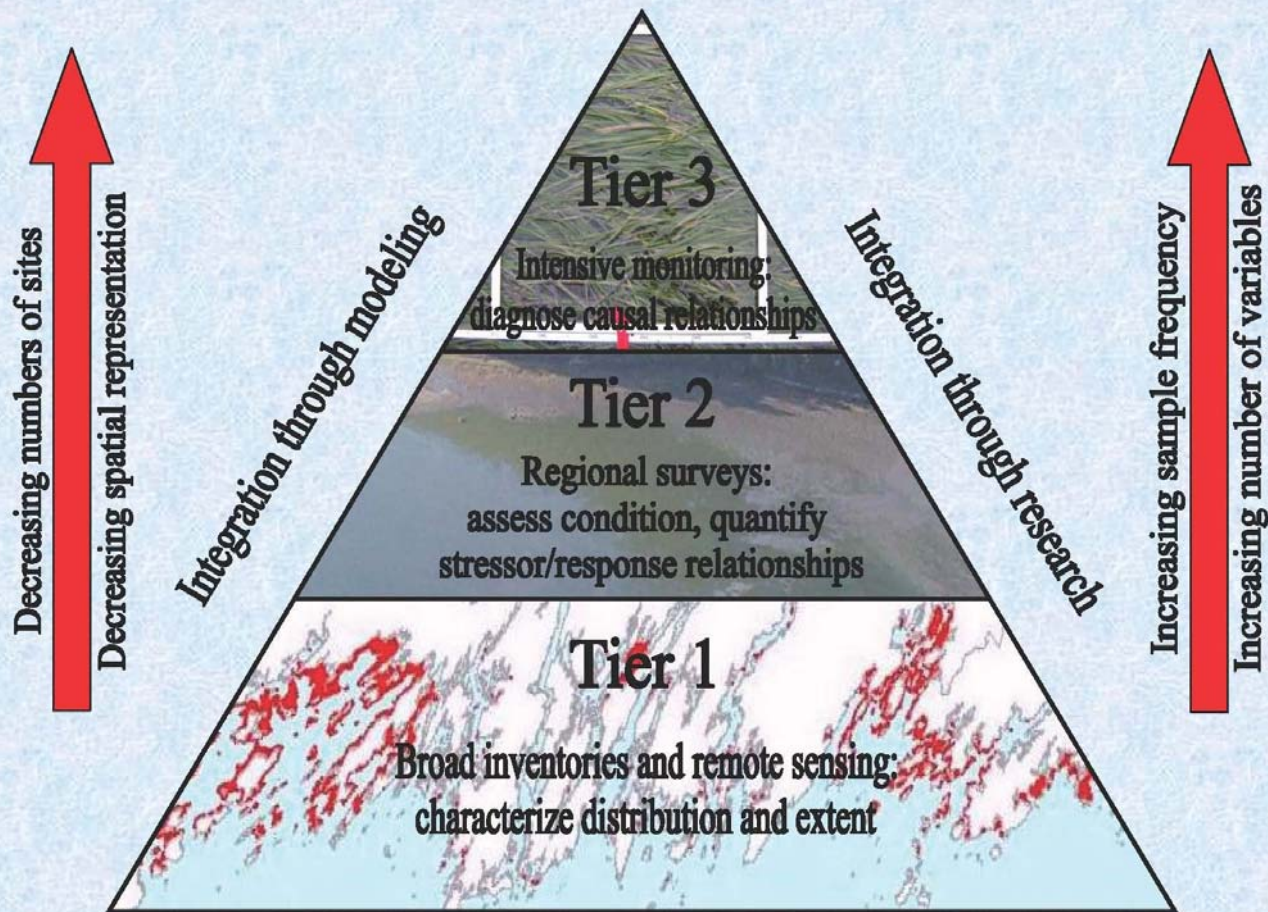 Decreasing numbers of sites
Decreasing spatial representation
Integration through modeling
Tier 3
Intensive monitoring:
diagnose causal relationships
Tier 2
Regional surveys:
assess condition, quantify
stressor/response relationships
Tier 1
Broad inventories and remote sensing:
characterize distribution and extent
Integration through research
Increasing sample frequency
Increasing number of variables